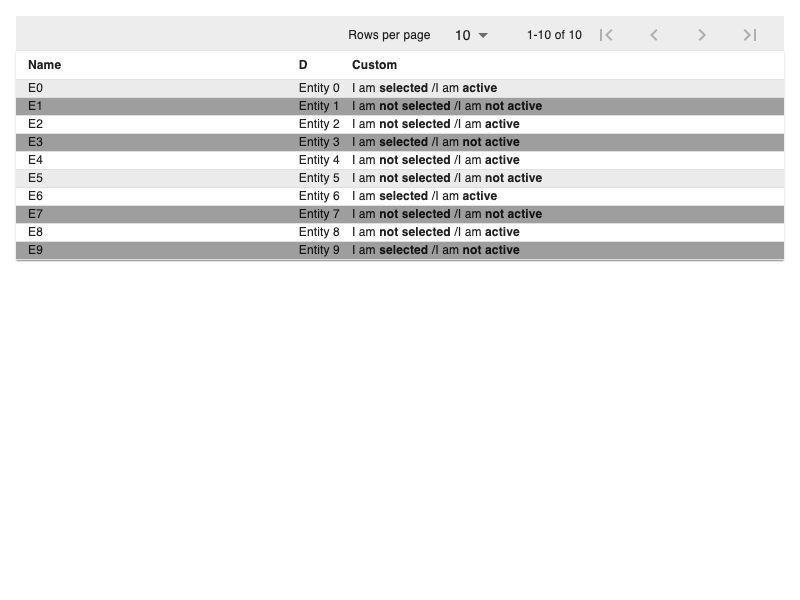 Rows per page 10 1-10 of 10
Name D Custom
E0 Entity 0 I am selected /I am active
E1 Entity 1 I am not selected /I am not active
E2 Entity 2 I am not selected /I am active
E3 Entity 3 I am selected /I am not active
E4 Entity 4 I am not selected /I am active
E5 Entity 5 I am not selected /I am not active
E6 Entity 6 I am selected /I am active
E7 Entity 7 I am not selected /I am not active
E8 Entity 8 I am not selected /I am active
E9 Entity 9 I am selected /I am not active